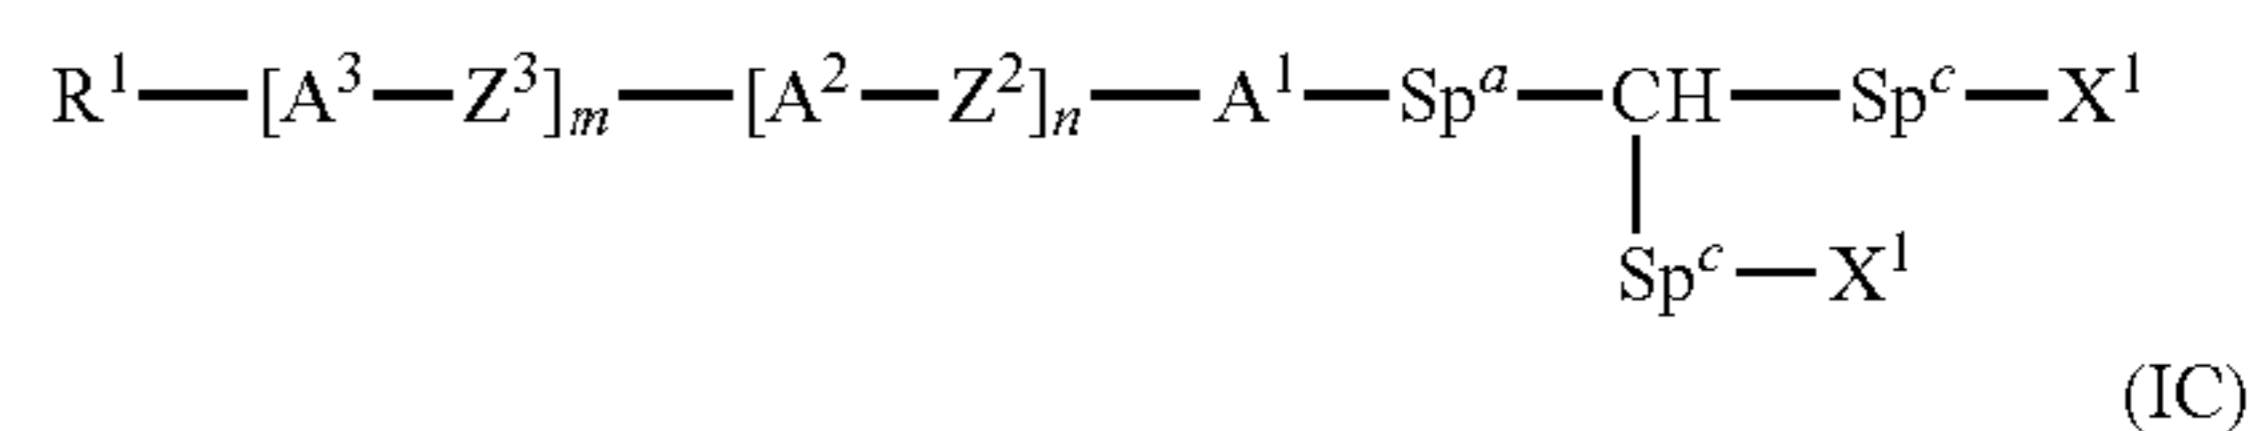 R¹—[A³—Z³]ₘ—[A²—Z²]ₙ—A¹—Spᵃ—CH—Spᶜ—X¹
Spᶜ—X¹
(IC)